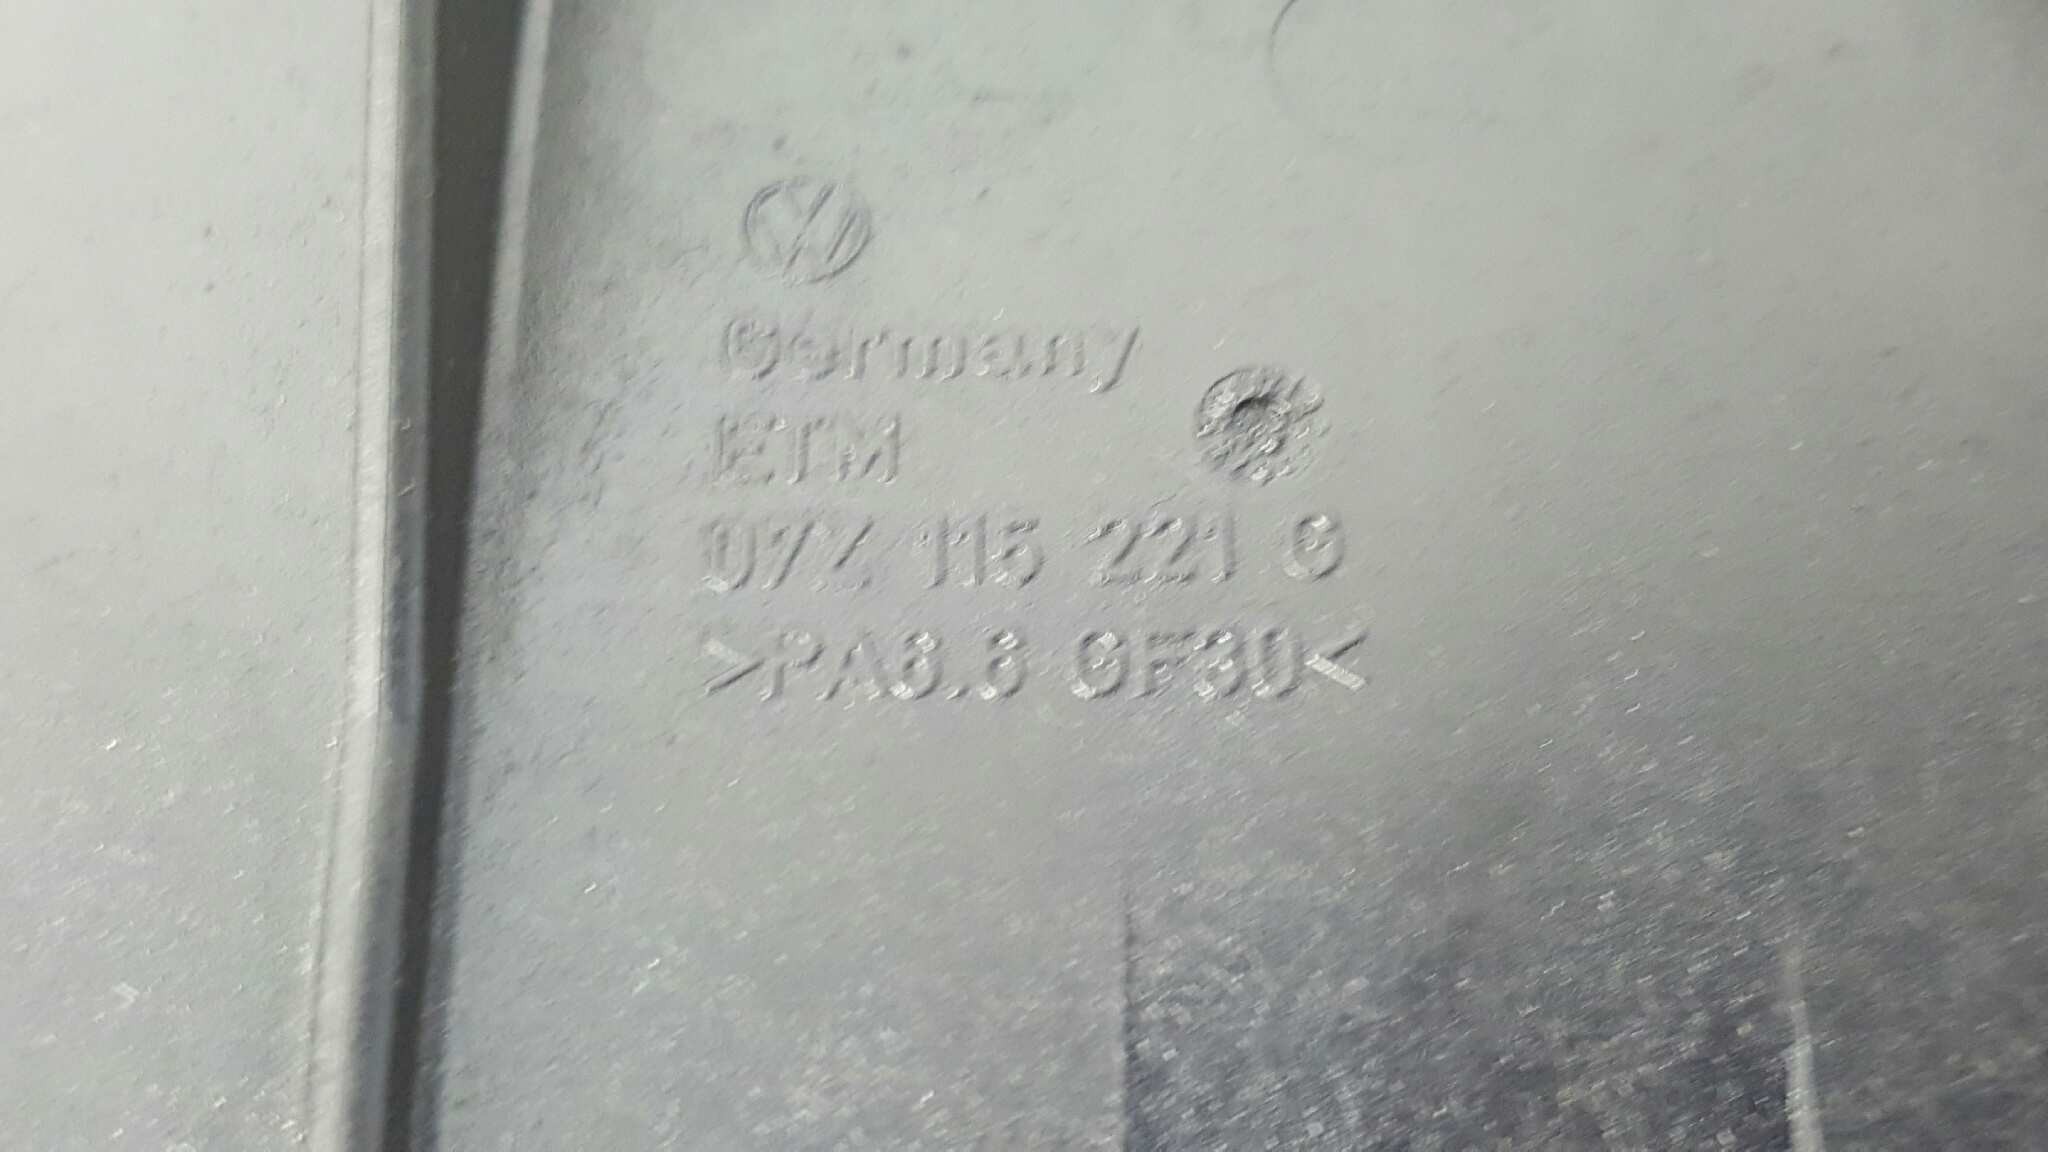 Germany
ETM
07Z 115 221 G
>PA6.6 GF30<